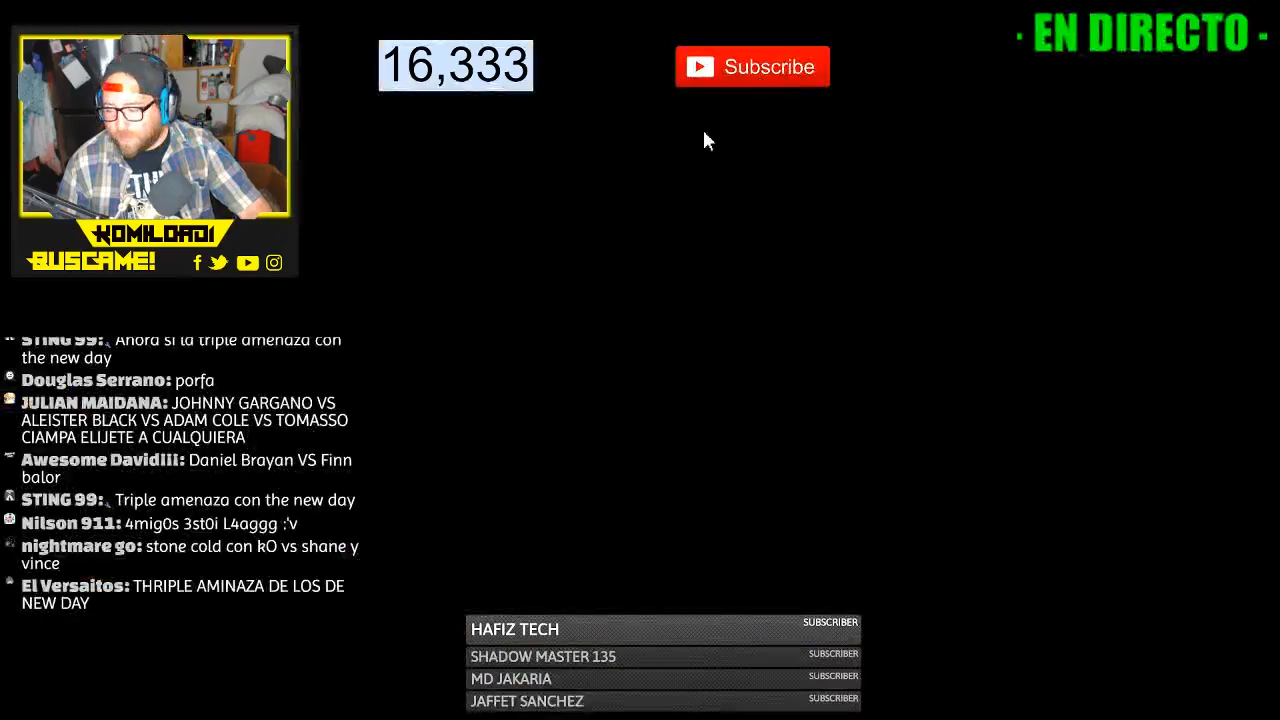 · EN DIRECTO ·
16,333
Subscribe
KOMILORD1
BUSCAME!
STING 99: Ahora si la triple amenaza con
the new day
Douglas Serrano: porfa
JULIAN MAIDANA: JOHNNY GARGANO VS
ALEISTER BLACK VS ADAM COLE VS TOMASSO
CIAMPA ELIJETE A CUALQUIERA
Awesome Davidlll: Daniel Brayan VS Finn
balor
STING 99: Triple amenaza con the new day
Nilson 911: 4mig0s 3st0i L4aggg :'v
nightmare go: stone cold con kO vs shane y
vince
El Versaitos: THRIPLE AMINAZA DE LOS DE
NEW DAY
HAFIZ TECH SUBSCRIBER
SHADOW MASTER 135 SUBSCRIBER
MD JAKARIA SUBSCRIBER
JAFFET SANCHEZ SUBSCRIBER